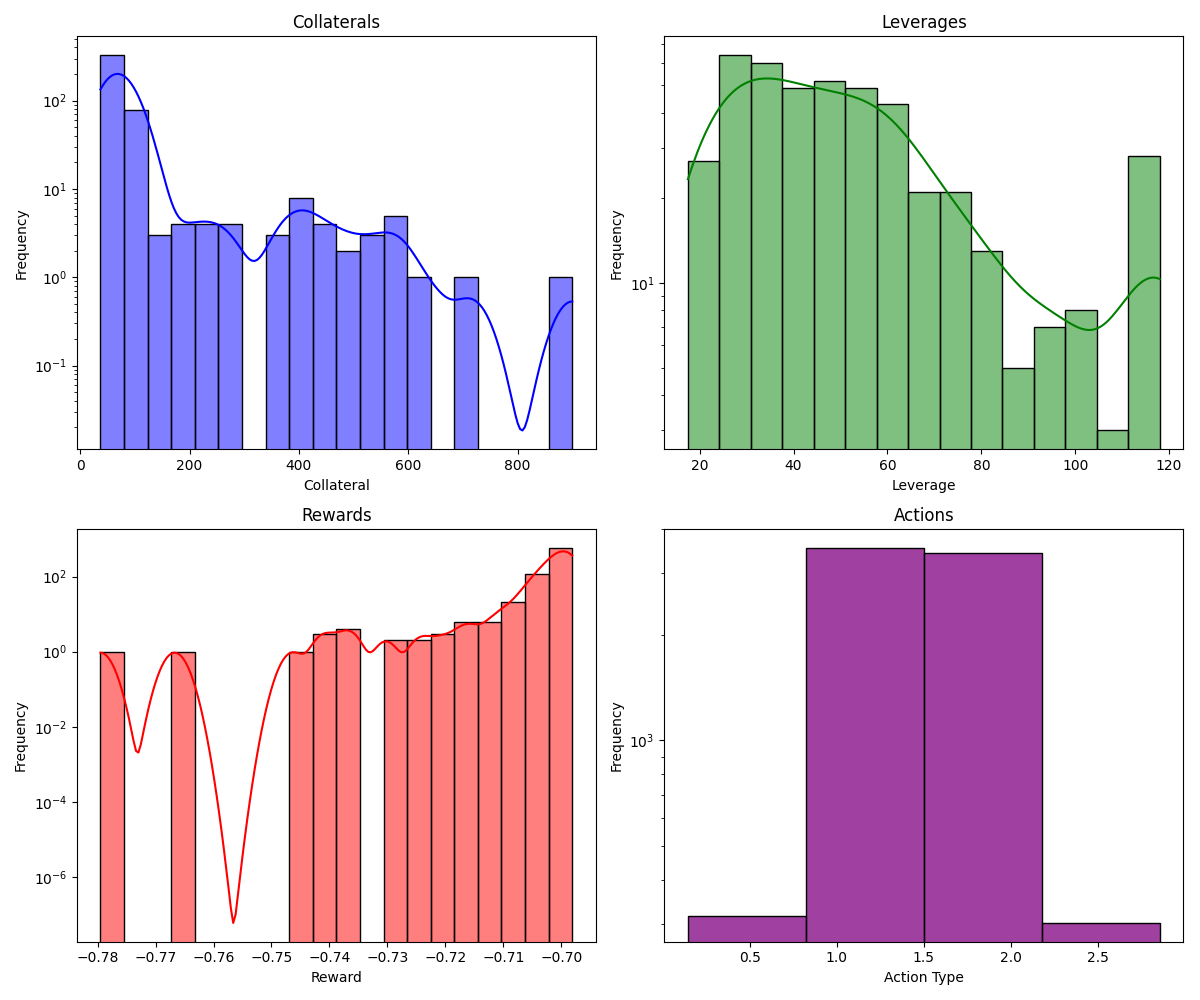 Collaterals
Frequency
10²
10¹
10⁰
10⁻¹
0 200 400 600 800
Collateral
Leverages
Frequency
10¹
20 40 60 80 100 120
Leverage
Rewards
Frequency
10²
10⁰
10⁻²
10⁻⁴
10⁻⁶
−0.78 −0.77 −0.76 −0.75 −0.74 −0.73 −0.72 −0.71 −0.70
Reward
Actions
Frequency
10³
0.5 1.0 1.5 2.0 2.5
Action Type